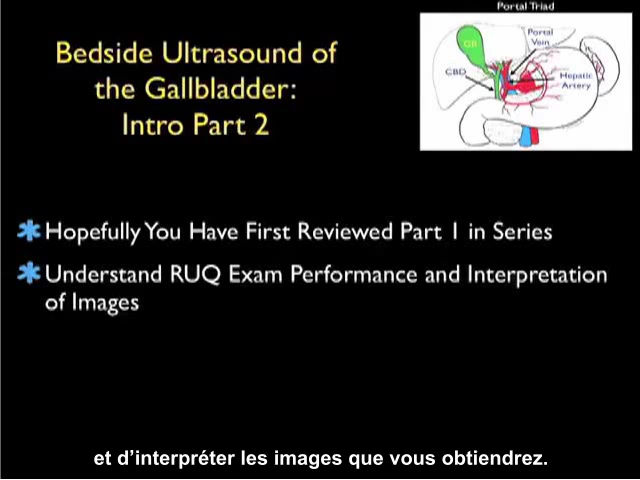 Portal Triad
Bedside Ultrasound of
the Gallbladder:
Intro Part 2
GB
Portal
Vein
CBD
Hepatic
Artery
Hopefully You Have First Reviewed Part 1 in Series
Understand RUQ Exam Performance and Interpretation
of Images
et d’interpréter les images que vous obtiendrez.